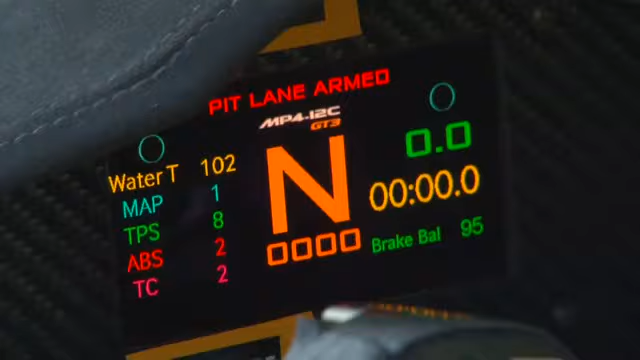 PIT LANE ARMED
MP4-12C
GT3
Water T 102
MAP 1
TPS 8
ABS 2
TC 2
N
0000
0.0
00:00.0
Brake Bal 95